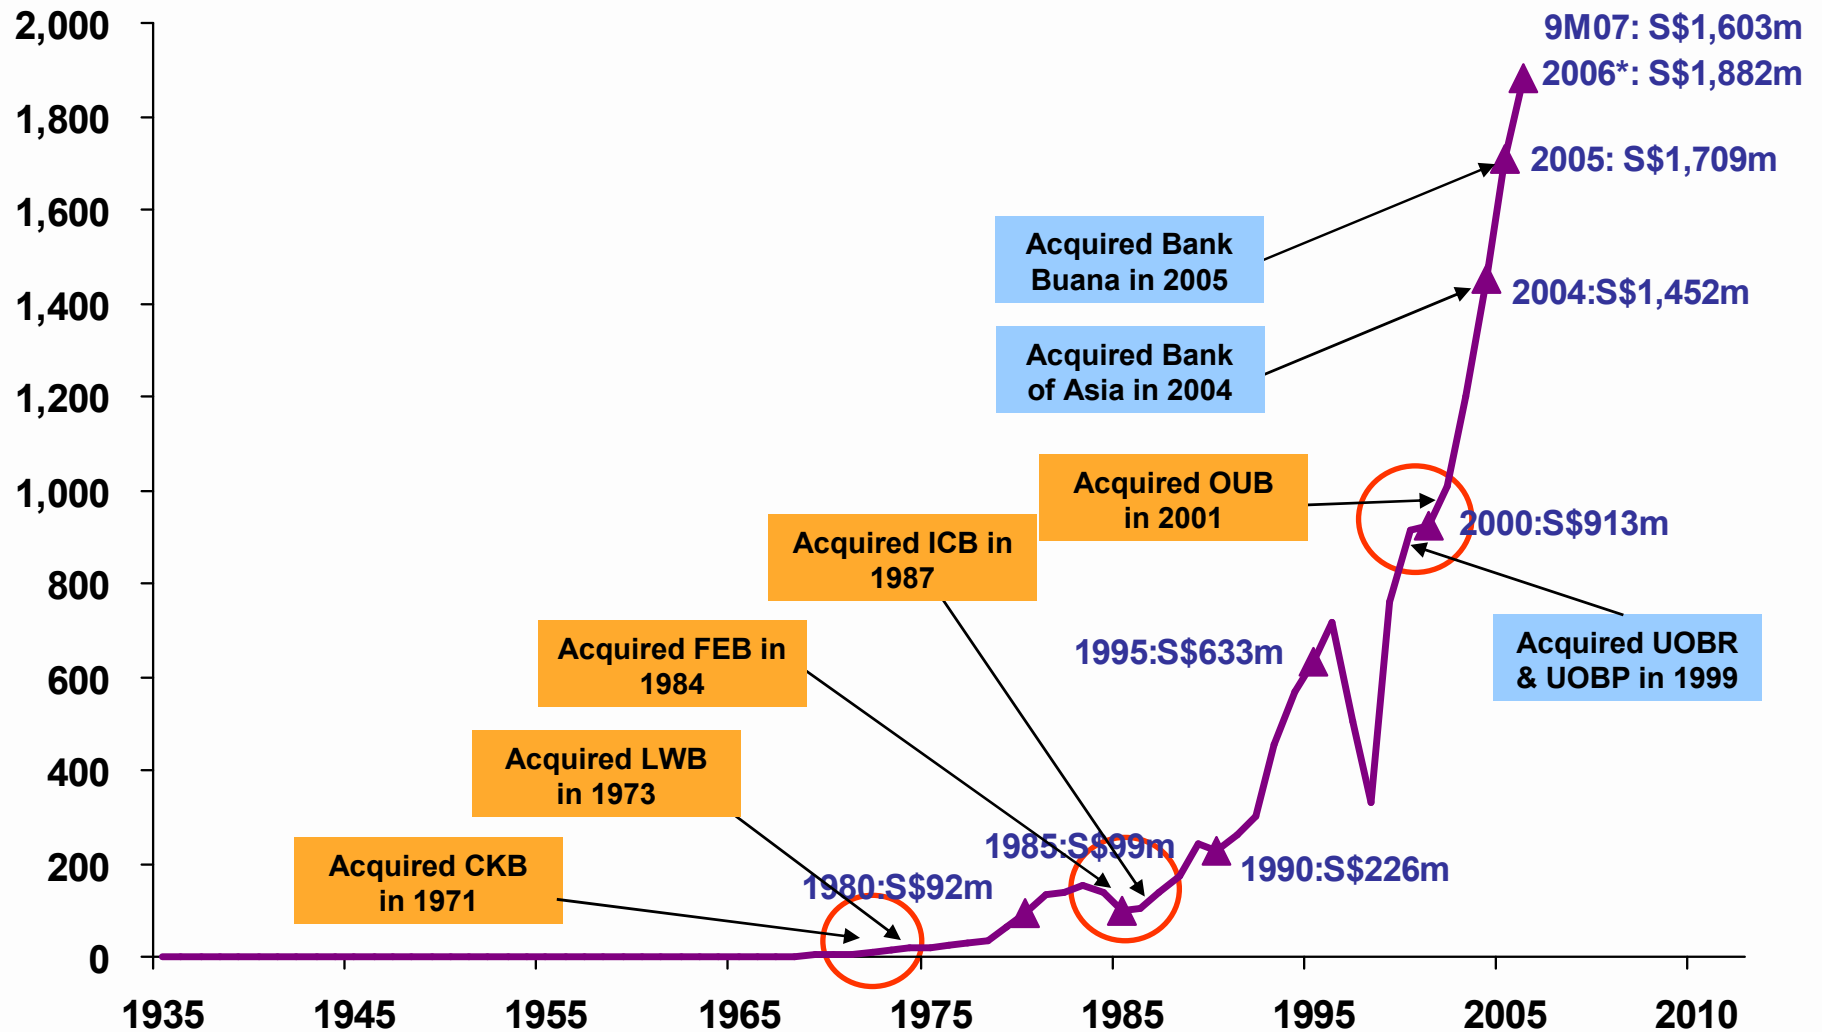 2,000
1,800
1,600
1,400
1,200
1,000
800
600
400
200
0
9M07: S$1,603m
2006*: S$1,882m
2005: S$1,709m
Acquired Bank
Buana in 2005
2004:S$1,452m
Acquired Bank
of Asia in 2004
Acquired OUB
in 2001
2000:S$913m
Acquired ICB in
1987
Acquired UOBR
& UOBP in 1999
1995:S$633m
Acquired FEB in
1984
Acquired LWB
in 1973
1985:S$99m
1990:S$226m
Acquired CKB
in 1971
1980:S$92m
1935
1945
1955
1965
1975
1985
1995
2005
2010